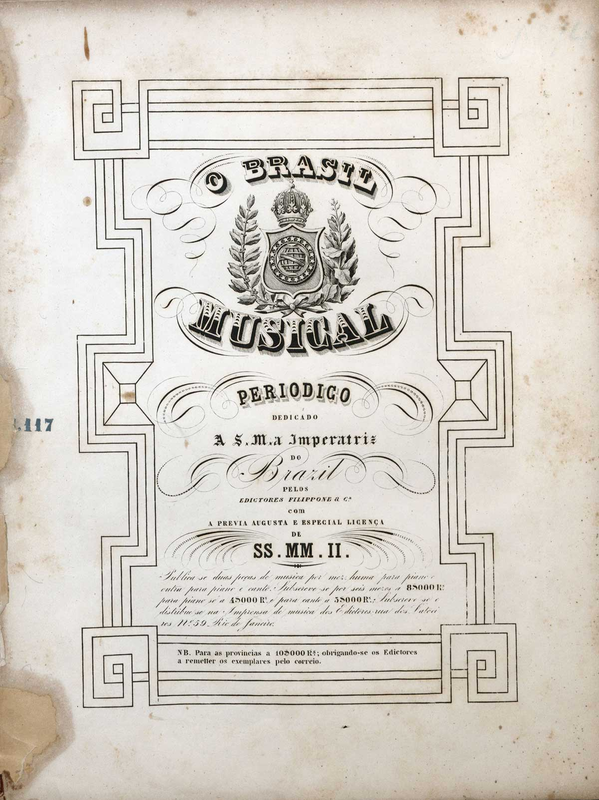 O BRASIL
MUSICAL
PERIODICO
DEDICADO
A S.M.a Imperatriz
DO
Brazil
PELOS
EDICTORES FILIPPONE & Cª
com
A PREVIA AUGUSTA E ESPECIAL LICENÇA
DE
SS.MM.II.
Publica se duas peças de musica por mez, huma para piano e
outra para piano e canto. Subscreve se por seis mezes a 8$000 Rˢ
para piano so a 4$000 Rˢ e para canto a 5$000 Rˢ. Subscreve se e
distribue se na Imprensa de musica dos Edictores rua dos Latoei
ros Nº 59. Rio de Janeiro.
NB. Para as provincias a 10$000 Rˢ; obrigando-se os Edictores
a remetter os exemplares pelo correio.
117